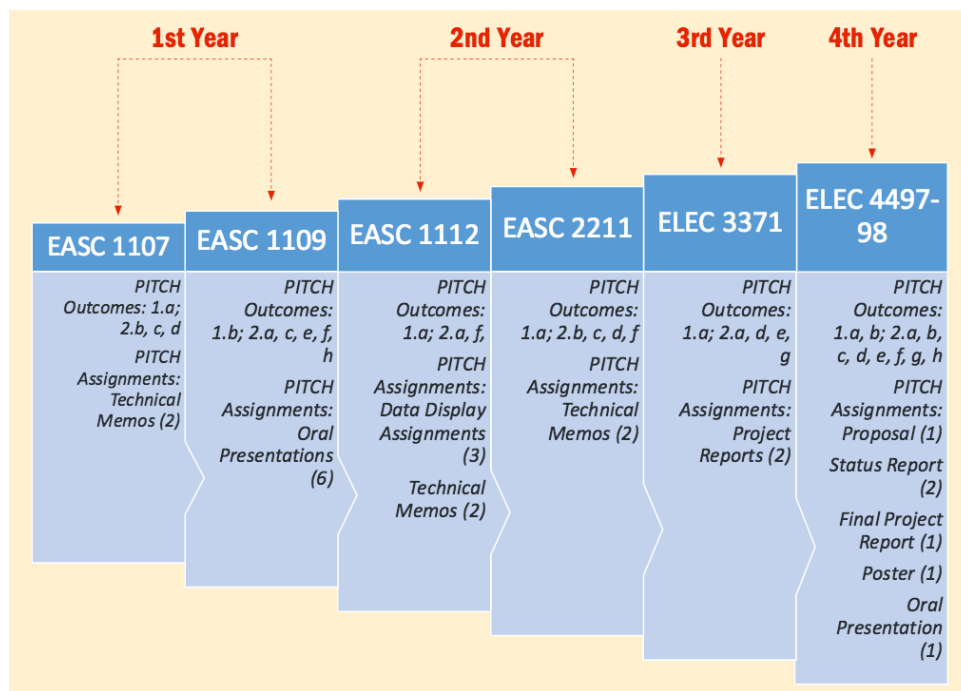 1st Year
2nd Year
3rd Year
4th Year
EASC 1107
PITCH
Outcomes: 1.a;
2.b, c, d
PITCH
Assignments:
Technical
Memos (2)
EASC 1109
PITCH
Outcomes:
1.b; 2.a, c, e, f,
h
PITCH
Assignments:
Oral
Presentations
(6)
EASC 1112
PITCH
Outcomes:
1.a; 2.a, f,
PITCH
Assignments:
Data Display
Assignments
(3)
Technical
Memos (2)
EASC 2211
PITCH
Outcomes:
1.a; 2.b, c, d, f
PITCH
Assignments:
Technical
Memos (2)
ELEC 3371
PITCH
Outcomes:
1.a; 2.a, d, e,
g
PITCH
Assignments:
Project
Reports (2)
ELEC 4497-
98
PITCH
Outcomes:
1.a, b; 2.a, b,
c, d, e, f, g, h
PITCH
Assignments:
Proposal (1)
Status Report
(2)
Final Project
Report (1)
Poster (1)
Oral
Presentation
(1)